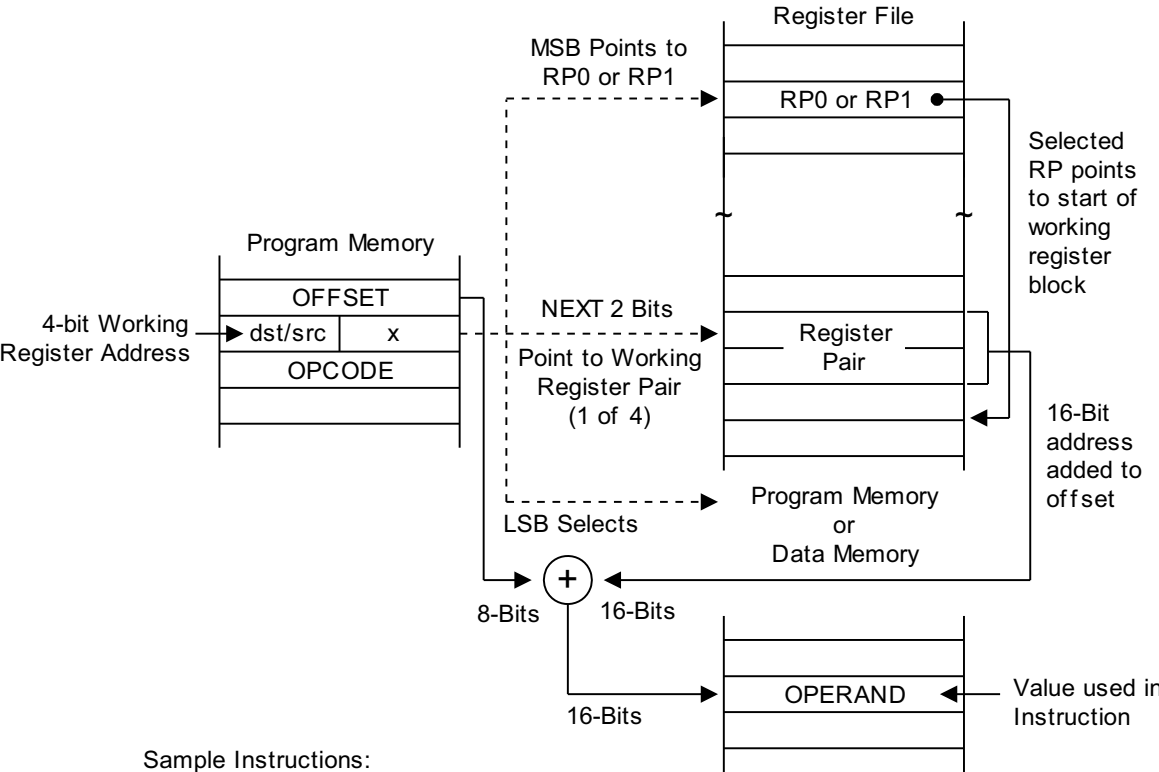 Register File
MSB Points to
RP0 or RP1
RP0 or RP1
Selected
RP points
to start of
working
register
block
Program Memory
OFFSET
4-bit Working
Register Address
dst/src
x
OPCODE
NEXT 2 Bits
Point to Working
Register Pair
(1 of 4)
Register
Pair
16-Bit
address
added to
offset
LSB Selects
Program Memory
or
Data Memory
+
8-Bits
16-Bits
16-Bits
OPERAND
Value used in
Instruction
Sample Instructions: